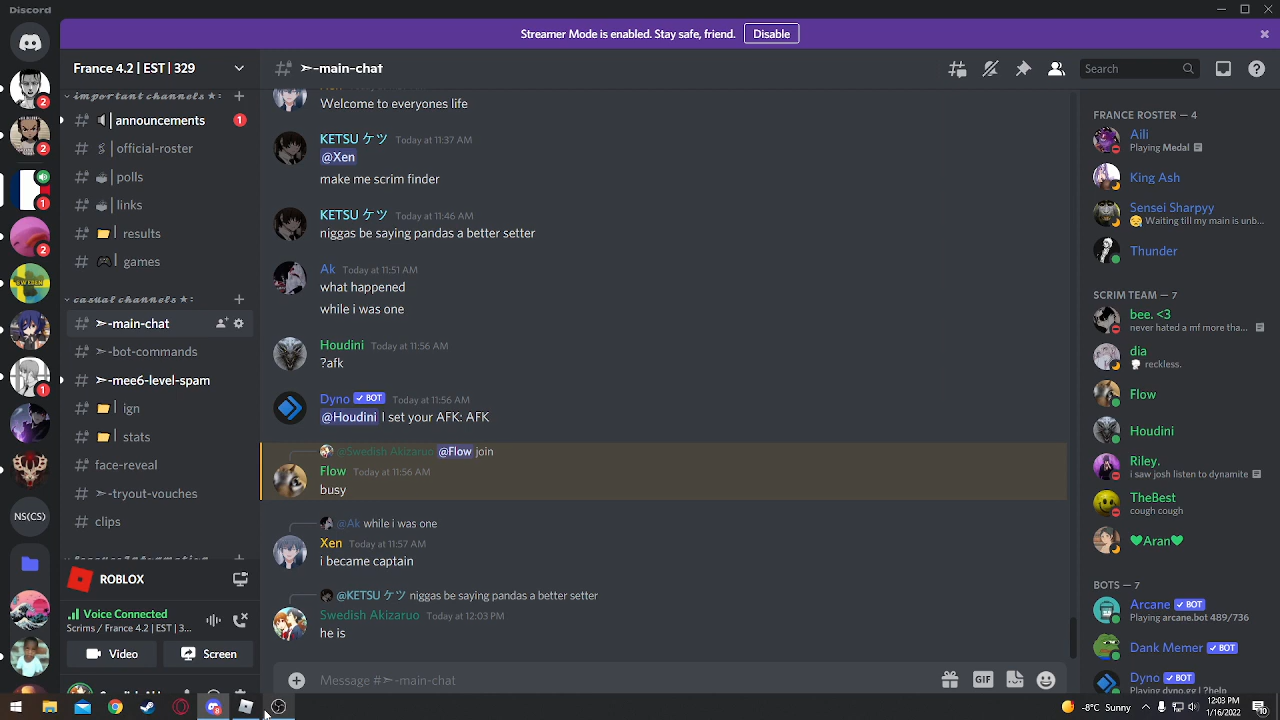 Discord
Streamer Mode is enabled. Stay safe, friend. Disable
France 4.2 | EST | 329
➣-main-chat
Search
important channels ★:
announcements 1
official-roster
polls
links
results
games
casual channels ★:
➣-main-chat
➣-bot-commands
➣-mee6-level-spam
ign
stats
face-reveal
➣-tryout-vouches
clips
ROBLOX
Voice Connected
Scrims / France 4.2 | EST | 3...
Video
Screen
2
2
1
2
SWEDEN
1
NS(CS)
Welcome to everyones life
KETSU ケツ Today at 11:37 AM
@Xen
make me scrim finder
KETSU ケツ Today at 11:46 AM
niggas be saying pandas a better setter
Ak Today at 11:51 AM
what happened
while i was one
Houdini Today at 11:56 AM
?afk
Dyno BOT Today at 11:56 AM
@Houdini I set your AFK: AFK
@Swedish Akizaruo @Flow join
Flow Today at 11:56 AM
busy
@Ak while i was one
Xen Today at 11:57 AM
i became captain
@KETSU ケツ niggas be saying pandas a better setter
Swedish Akizaruo Today at 12:03 PM
he is
Message #➣-main-chat
GIF
FRANCE ROSTER — 4
Aili
Playing Medal
King Ash
Sensei Sharpyy
Waiting till my main is unb...
Thunder
SCRIM TEAM — 7
bee. <3
never hated a mf more tha...
dia
reckless.
Flow
Houdini
Riley.
i saw josh listen to dynamite
TheBest
cough cough
💚Aran💚
BOTS — 7
Arcane BOT
Playing arcane.bot 489/736
Dank Memer BOT
Dyno BOT
Playing dyno.gg | ?help
-8°C Sunny
12:03 PM
1/16/2022